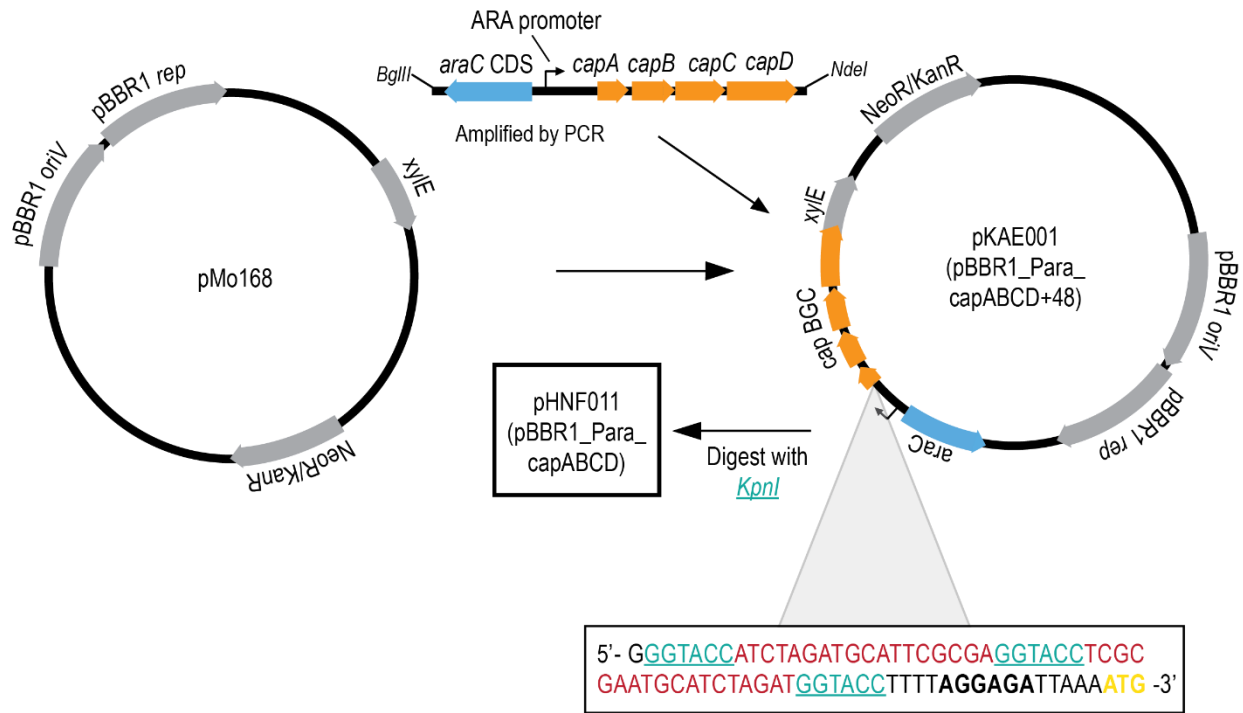 ARA promoter
BglII
araC CDS
capA
capB
capC
capD
NdeI
Amplified by PCR
pBBR1 oriV
pBBR1 rep
xylE
NeoR/KanR
pMo168
NeoR/KanR
xylE
cap BGC
araC
pBBR1 rep
pBBR1 oriV
pKAE001
(pBBR1_Para_
capABCD+48)
pHNF011
(pBBR1_Para_
capABCD)
Digest with
KpnI
5’- GGGTACCATCTAGATGCATTCGCGAGGTACCTCGC
GAATGCATCTAGATGGTACCTTTTAGGAGATTAAAATG -3’